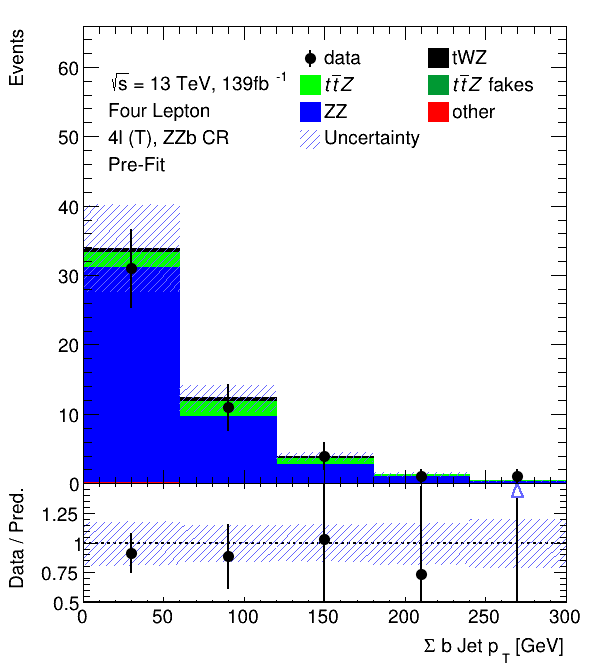 Events
60
50
40
30
20
10
0
√s = 13 TeV, 139fb⁻¹
Four Lepton
4l (T), ZZb CR
Pre-Fit
data
tt̄Z
ZZ
Uncertainty
tWZ
tt̄Z fakes
other
Data / Pred.
1.25
1
0.75
0.5
0 50 100 150 200 250 300
Σ b Jet p_T [GeV]